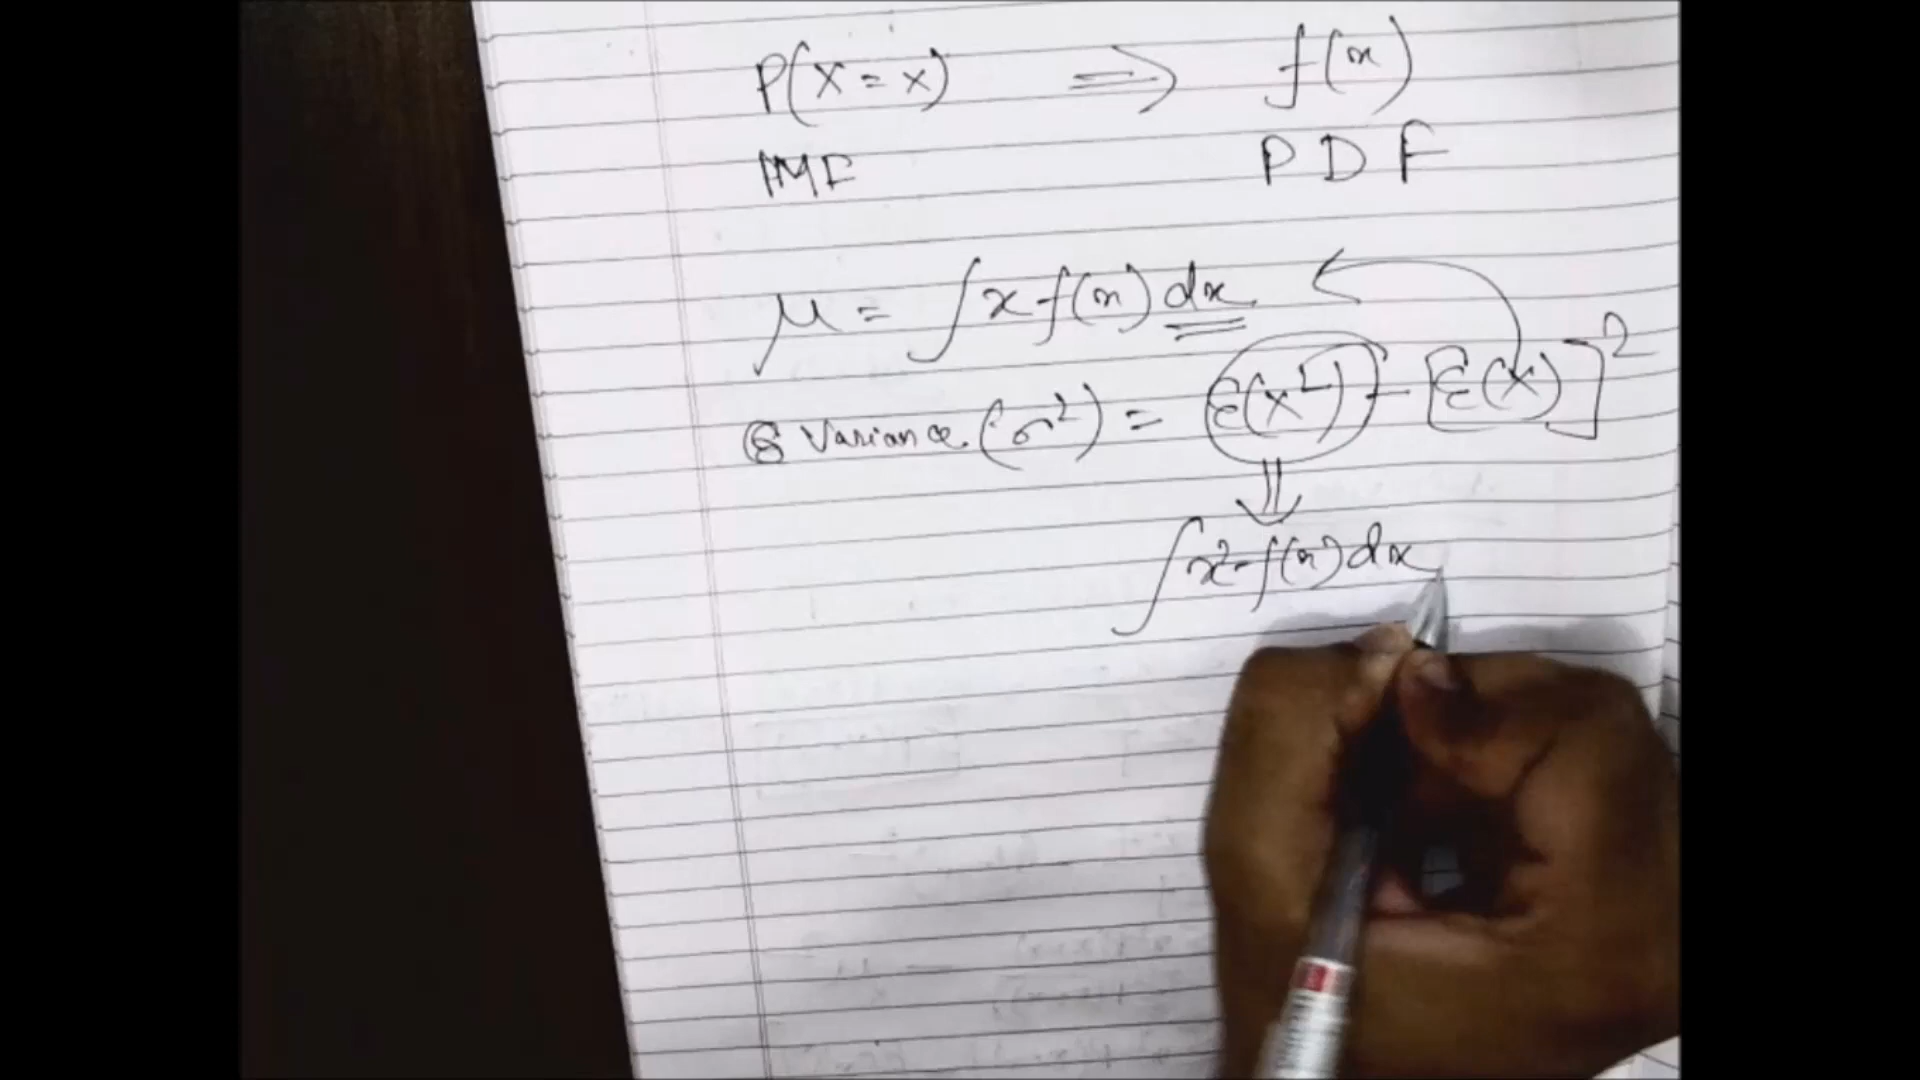 P(X = x) ⇒ f(x)
PMF PDF
μ = ∫ x f(x) dx
Variance (σ²) = E(X²) - [E(X)]²
⇓
∫ x² f(x) dx